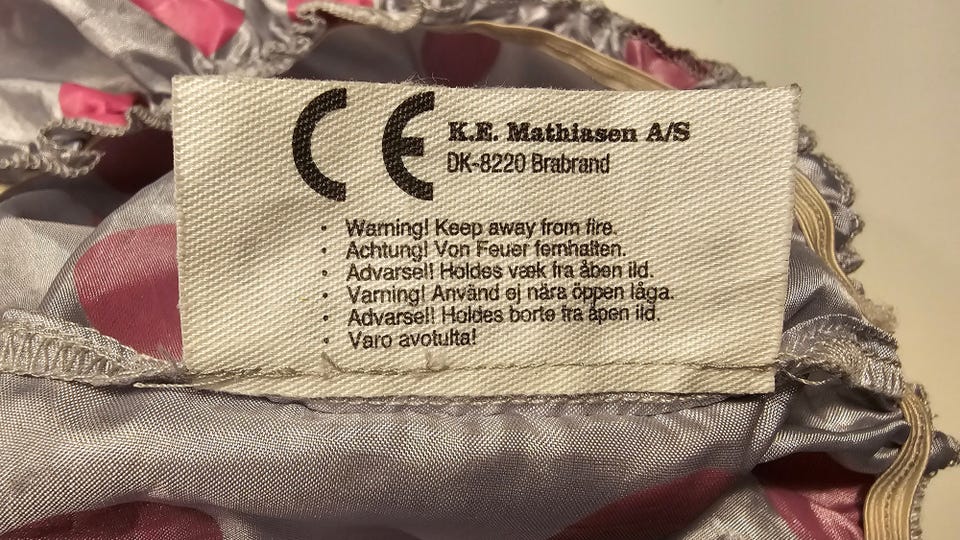 CE K.E. Mathiasen A/S
DK-8220 Brabrand
• Warning! Keep away from fire.
• Achtung! Von Feuer fernhalten.
• Advarsel! Holdes væk fra åben ild.
• Varning! Använd ej nära öppen låga.
• Advarsel! Holdes borte fra åpen ild.
• Varo avotulta!